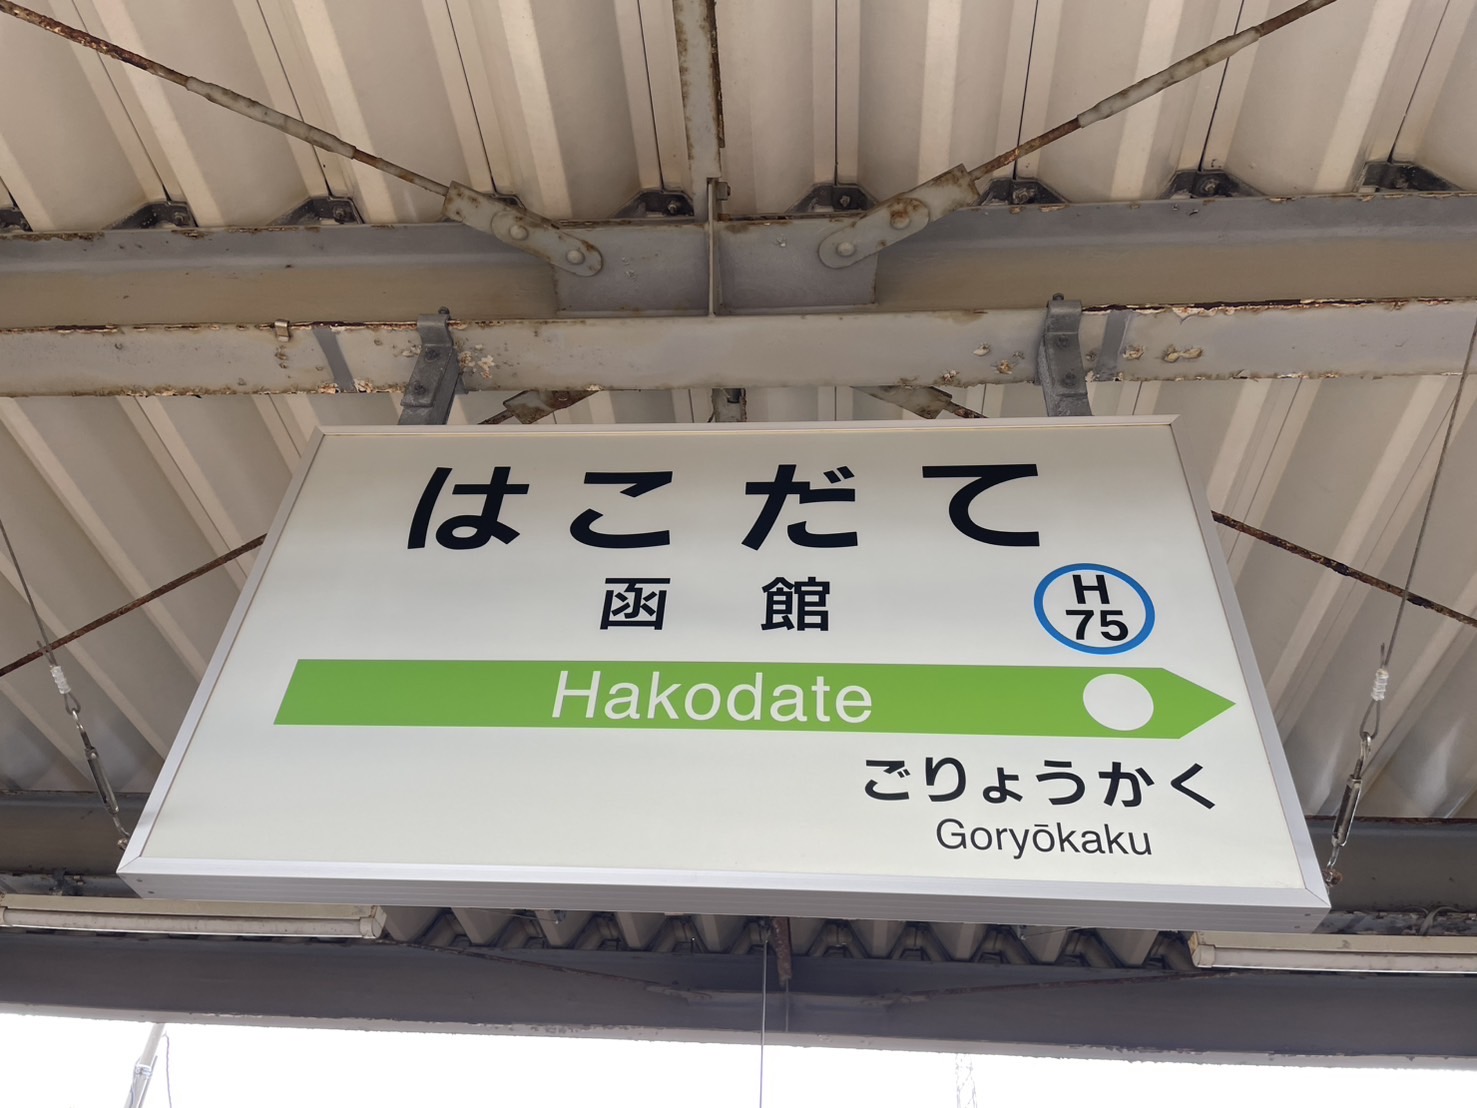 はこだて
函館
H
75
Hakodate
ごりょうかく
Goryōkaku